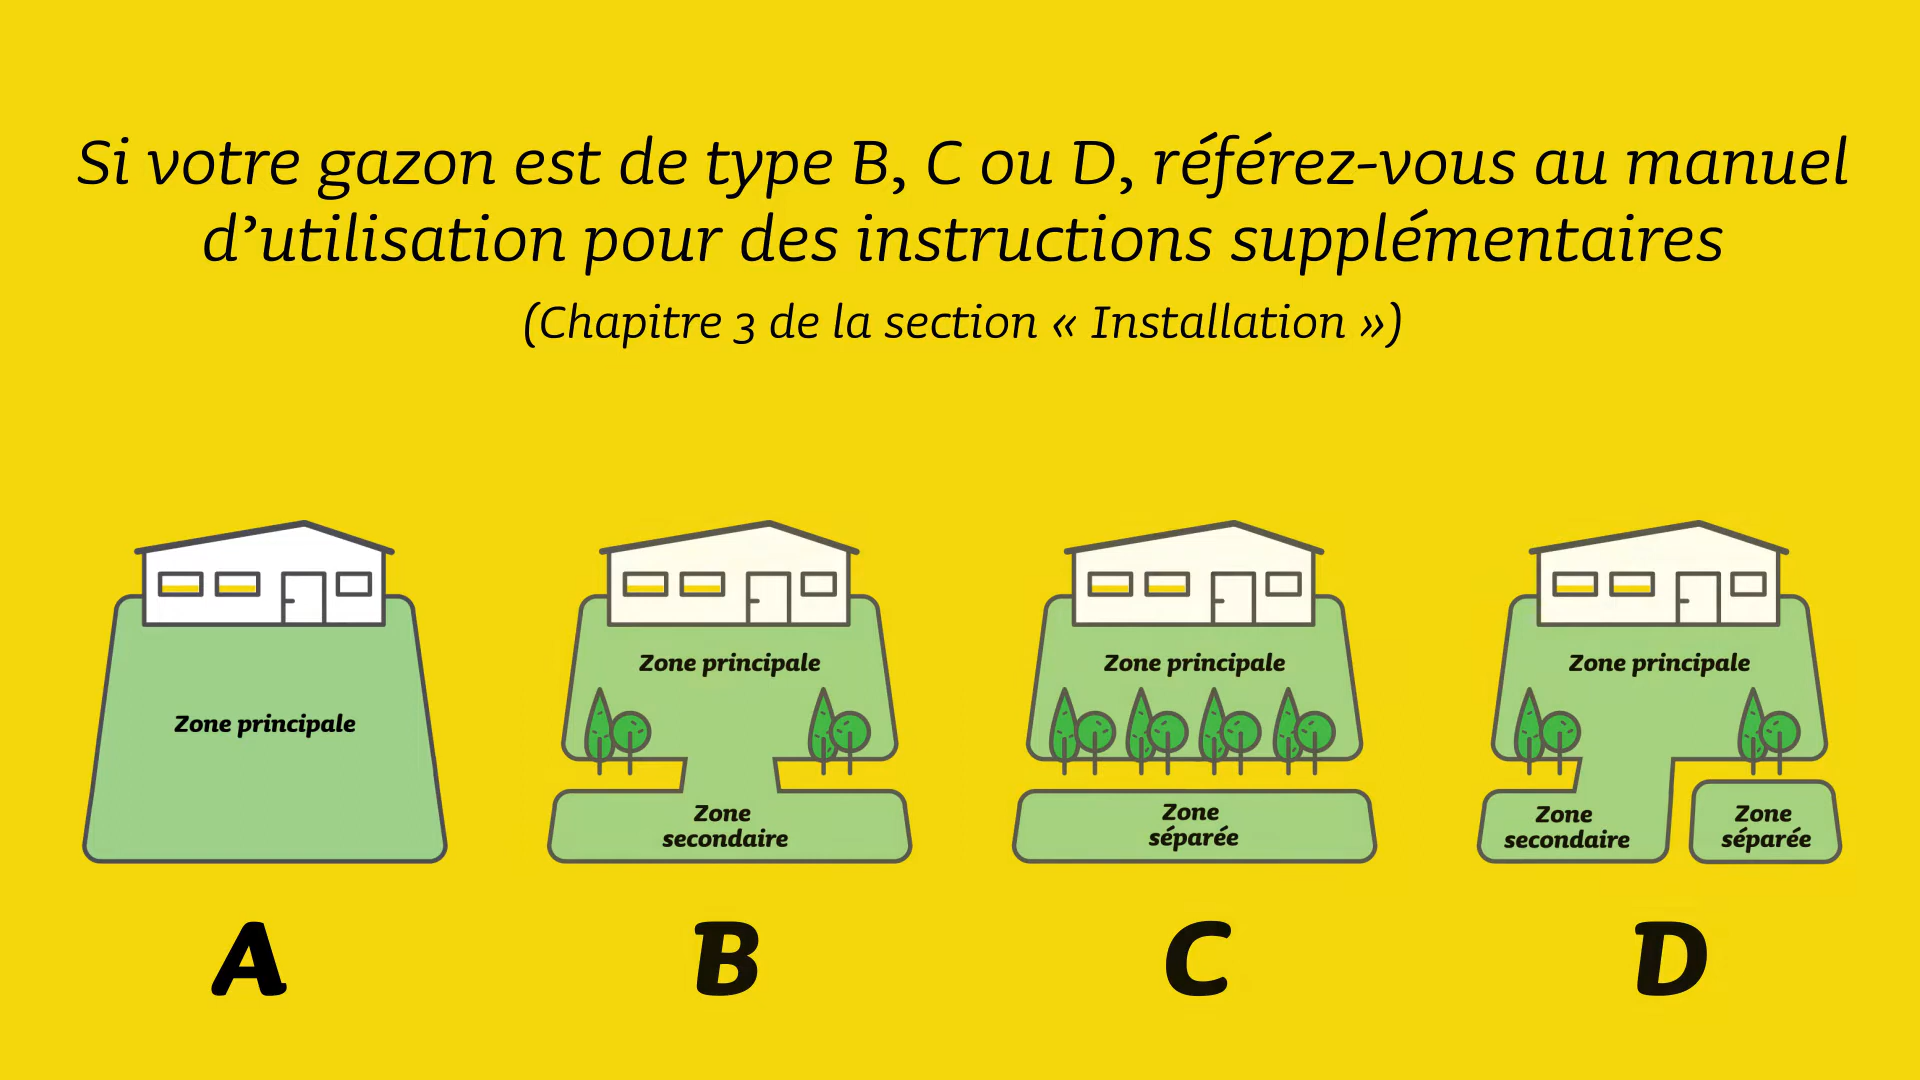 Si votre gazon est de type B, C ou D, référez-vous au manuel
d’utilisation pour des instructions supplémentaires
(Chapitre 3 de la section « Installation »)
Zone principale
A
Zone principale
Zone
secondaire
B
Zone principale
Zone
séparée
C
Zone principale
Zone
secondaire
Zone
séparée
D